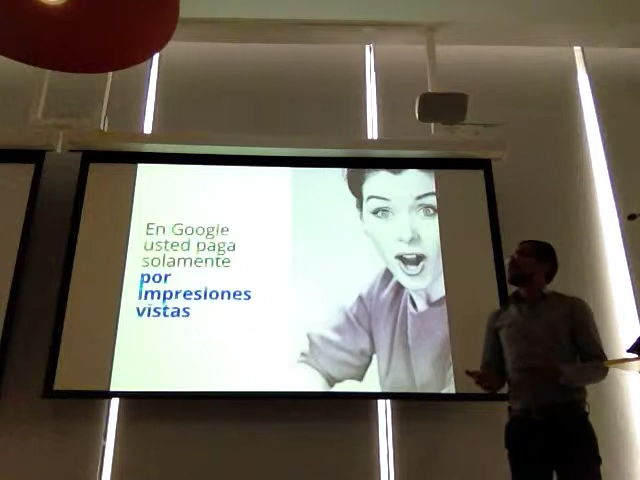 En Google
usted paga
solamente
por
impresiones
vistas